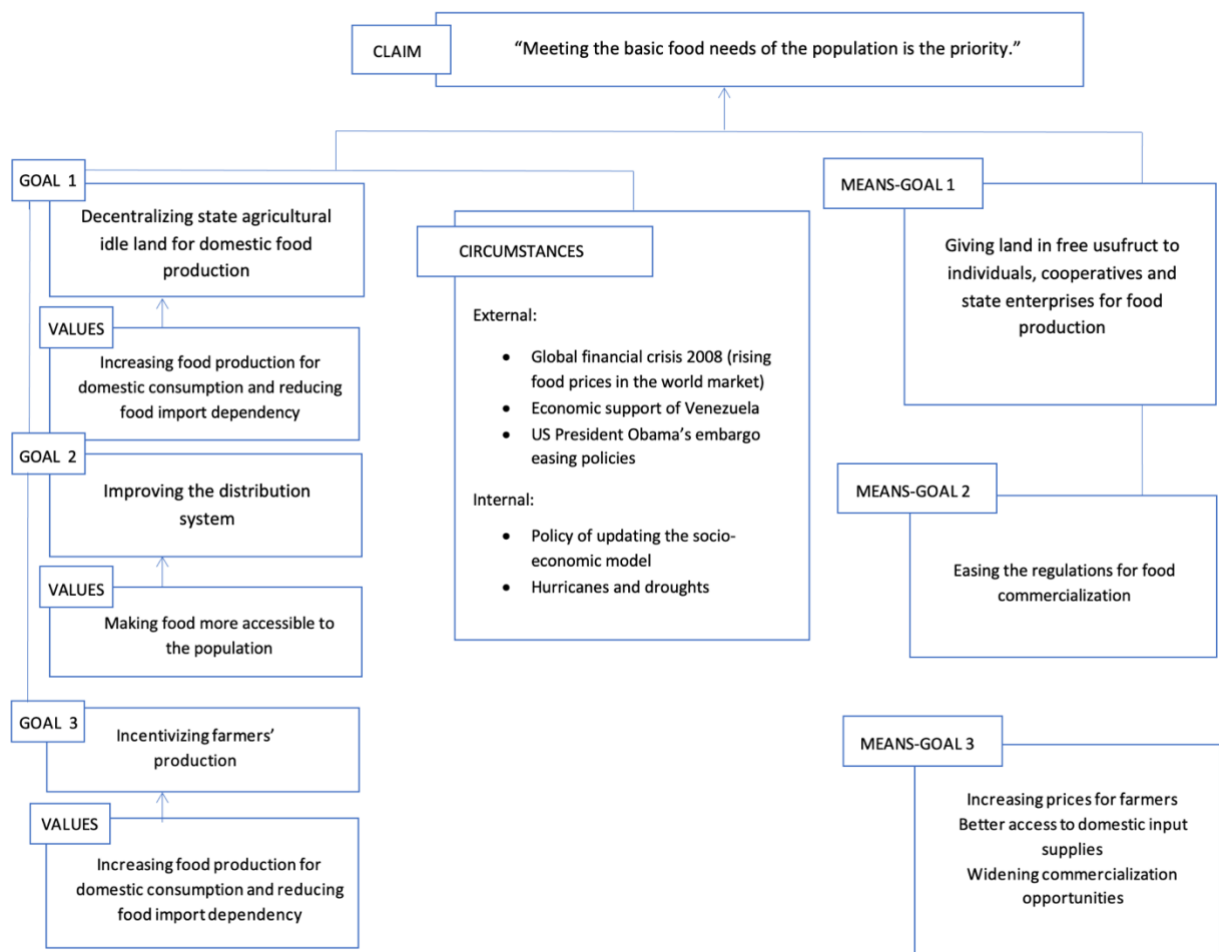 CLAIM
“Meeting the basic food needs of the population is the priority.”
GOAL 1
Decentralizing state agricultural
idle land for domestic food
production
VALUES
Increasing food production for
domestic consumption and reducing
food import dependency
GOAL 2
Improving the distribution
system
VALUES
Making food more accessible to
the population
GOAL 3
Incentivizing farmers’
production
VALUES
Increasing food production for
domestic consumption and reducing
food import dependency
CIRCUMSTANCES
External:
• Global financial crisis 2008 (rising
food prices in the world market)
• Economic support of Venezuela
• US President Obama’s embargo
easing policies
Internal:
• Policy of updating the socio-
economic model
• Hurricanes and droughts
MEANS-GOAL 1
Giving land in free usufruct to
individuals, cooperatives and
state enterprises for food
production
MEANS-GOAL 2
Easing the regulations for food
commercialization
MEANS-GOAL 3
Increasing prices for farmers
Better access to domestic input
supplies
Widening commercialization
opportunities